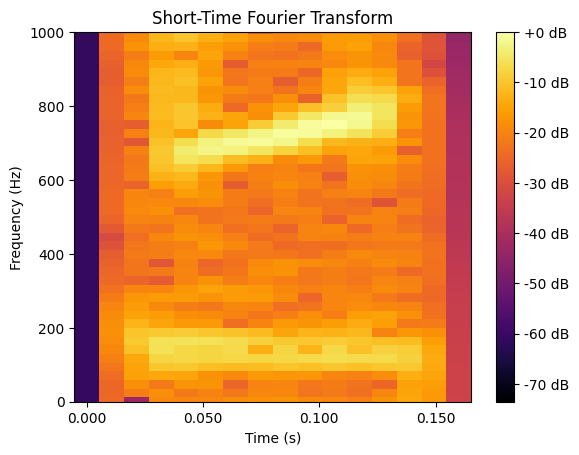 Short-Time Fourier Transform
1000
800
600
400
200
0
Frequency (Hz)
0.000
0.050
0.100
0.150
Time (s)
+0 dB
-10 dB
-20 dB
-30 dB
-40 dB
-50 dB
-60 dB
-70 dB